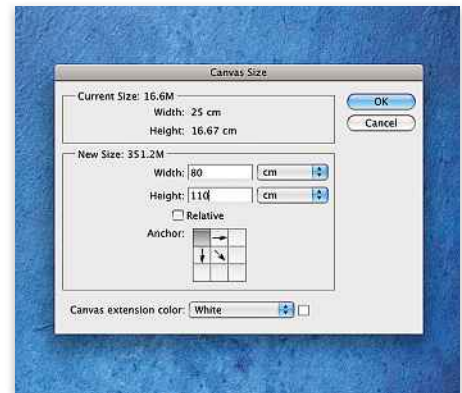 Canvas Size
Current Size: 16.6M
Width: 25 cm
Height: 16.67 cm
OK
Cancel
New Size: 351.2M
Width: 80 cm
Height: 110 cm
Relative
Anchor:
Canvas extension color: White